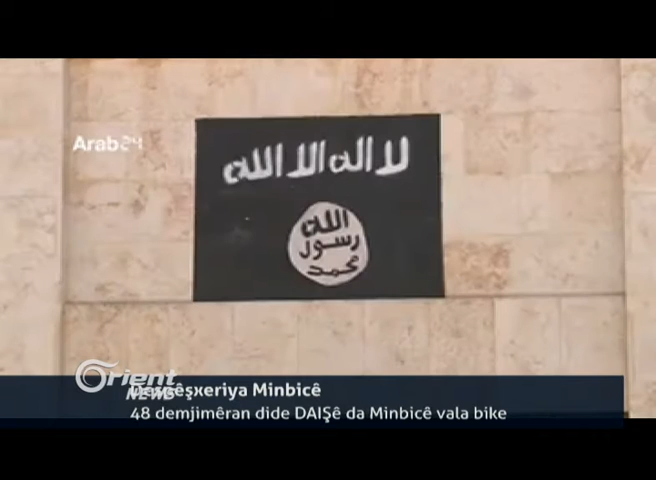 Arab24
لا اله الا الله
الله
رسول
محمد
Orient
NEWS
48 demjimêran dide DAIŞê da Minbicê vala bike
Minbicê